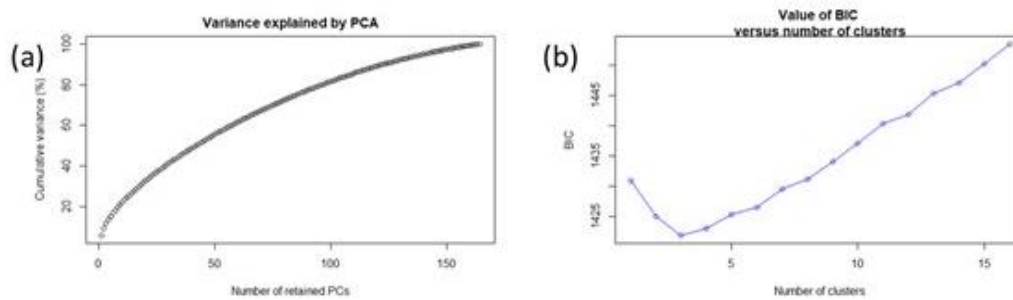 (a)
Variance explained by PCA
Cumulative variance (%)
100
80
60
40
20
0
50
100
150
Number of retained PCs
(b)
Value of BIC
versus number of clusters
BIC
1445
1435
1425
5
10
15
Number of clusters